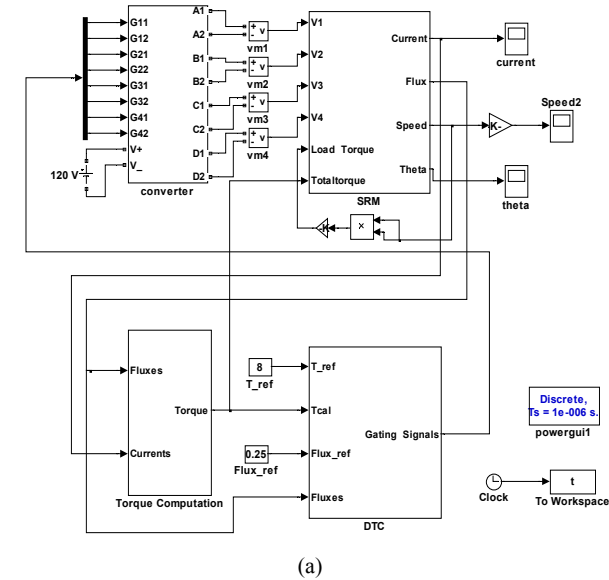 G11
G12
G21
G22
G31
G32
G41
G42
V+
V_
120 V
A1
A2
B1
B2
C1
C2
D1
D2
converter
+
-
v
vm1
+
-
v
vm2
+
-
v
vm3
+
-
v
vm4
V1
V2
V3
V4
Load Torque
Totaltorque
Current
Flux
Speed
Theta
SRM
current
-K-
Speed2
theta
-K-
×
Fluxes
Currents
Torque
Torque Computation
8
T_ref
0.25
Flux_ref
T_ref
Tcal
Flux_ref
Fluxes
Gating Signals
DTC
Discrete,
Ts = 1e-006 s.
powergui1
Clock
t
To Workspace
(a)